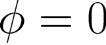 ϕ = 0